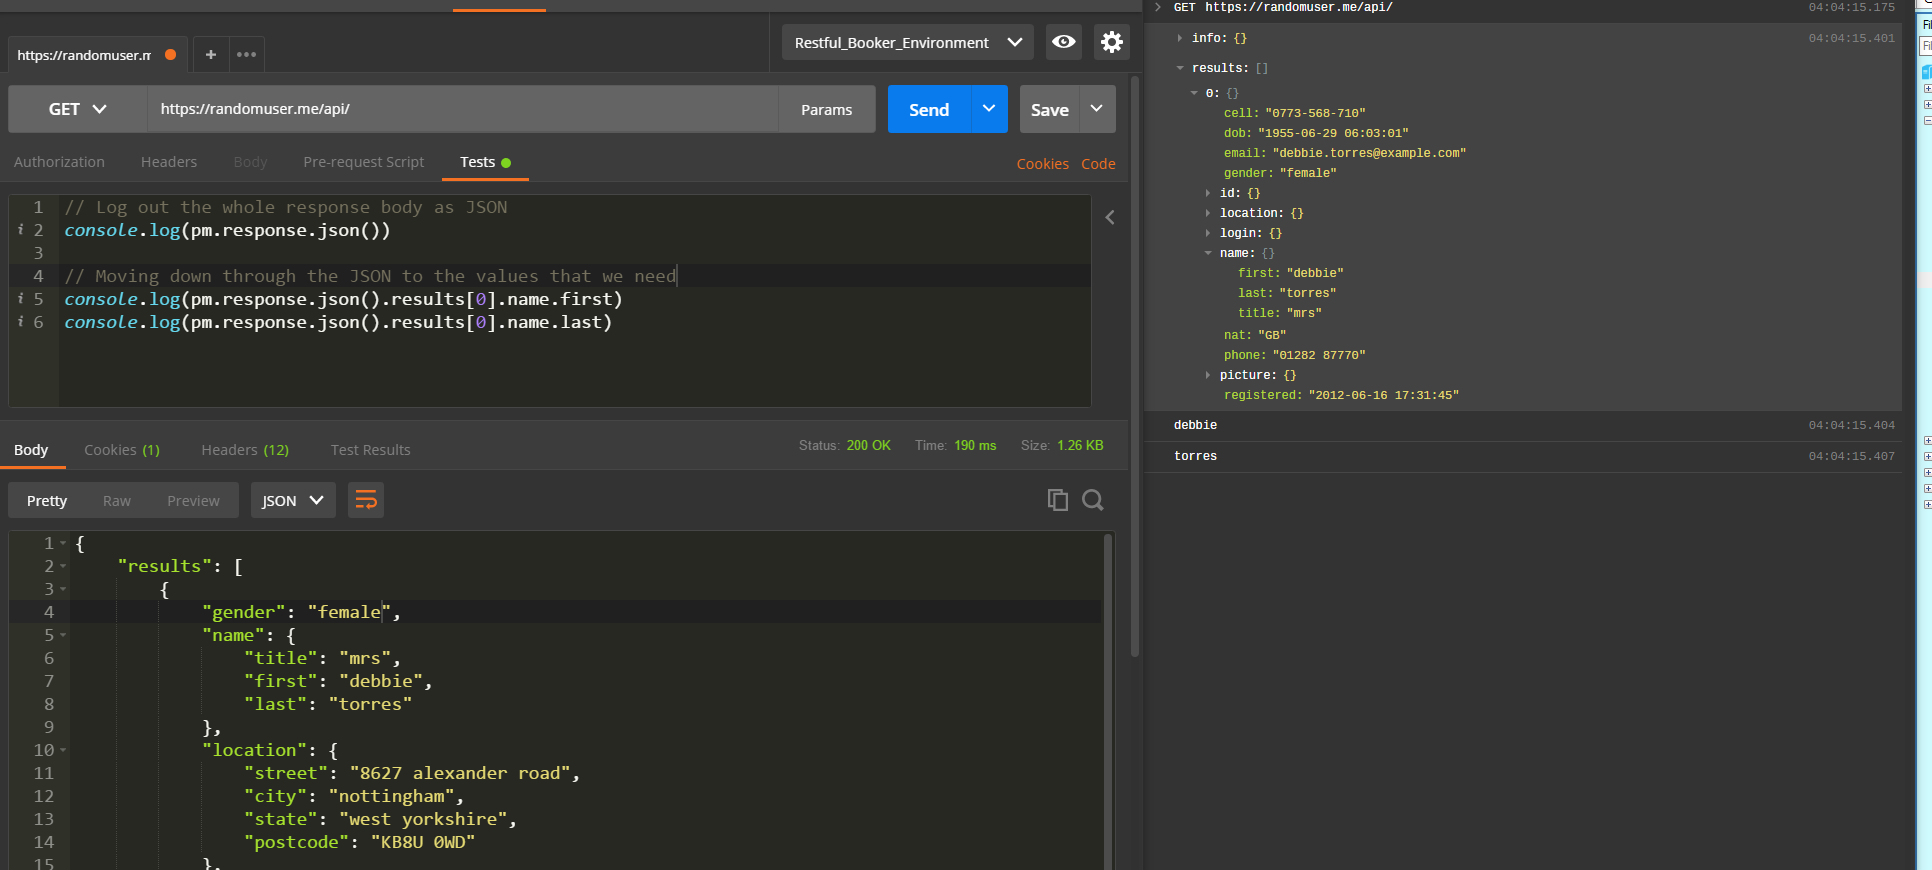 https://randomuser.m
+
•••
Restful_Booker_Environment
GET
https://randomuser.me/api/
Params
Send
Save
Authorization
Headers
Body
Pre-request Script
Tests
Cookies
Code
1 // Log out the whole response body as JSON
i 2 console.log(pm.response.json())
3
4 // Moving down through the JSON to the values that we need
i 5 console.log(pm.response.json().results[0].name.first)
i 6 console.log(pm.response.json().results[0].name.last)
Body
Cookies (1)
Headers (12)
Test Results
Status: 200 OK
Time: 190 ms
Size: 1.26 KB
Pretty
Raw
Preview
JSON
1 {
2 "results": [
3 {
4 "gender": "female",
5 "name": {
6 "title": "mrs",
7 "first": "debbie",
8 "last": "torres"
9 },
10 "location": {
11 "street": "8627 alexander road",
12 "city": "nottingham",
13 "state": "west yorkshire",
14 "postcode": "KB8U 0WD"
15 },
GET https://randomuser.me/api/ 04:04:15.175
info: {} 04:04:15.401
results: []
0: {}
cell: "0773-568-710"
dob: "1955-06-29 06:03:01"
email: "debbie.torres@example.com"
gender: "female"
id: {}
location: {}
login: {}
name: {}
first: "debbie"
last: "torres"
title: "mrs"
nat: "GB"
phone: "01282 87770"
picture: {}
registered: "2012-06-16 17:31:45"
debbie 04:04:15.404
torres 04:04:15.407